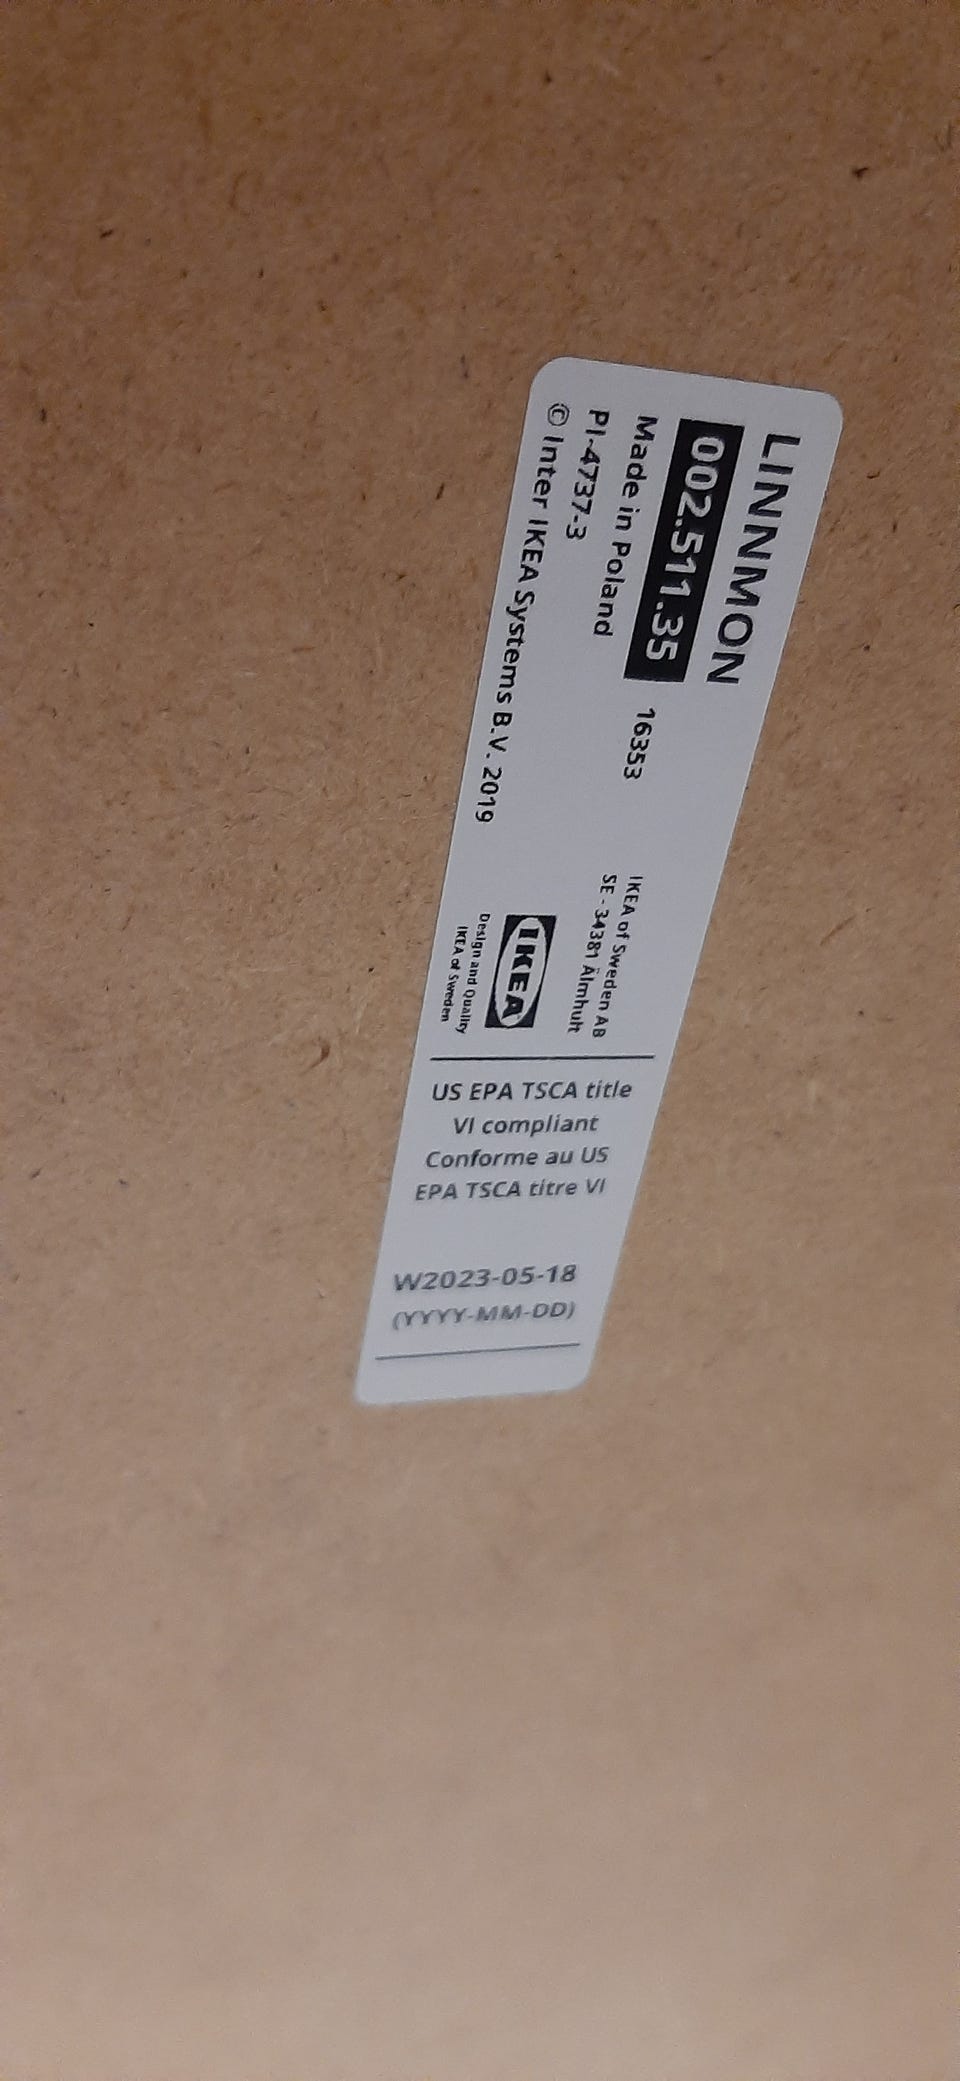 LINNMON
002.511.35 16353
Made in Poland
PI-4737-3
© Inter IKEA Systems B.V. 2019
IKEA of Sweden AB
SE - 34381 Älmhult
IKEA
Design and Quality
IKEA of Sweden
US EPA TSCA title
VI compliant
Conforme au US
EPA TSCA titre VI
W2023-05-18
(YYYY-MM-DD)